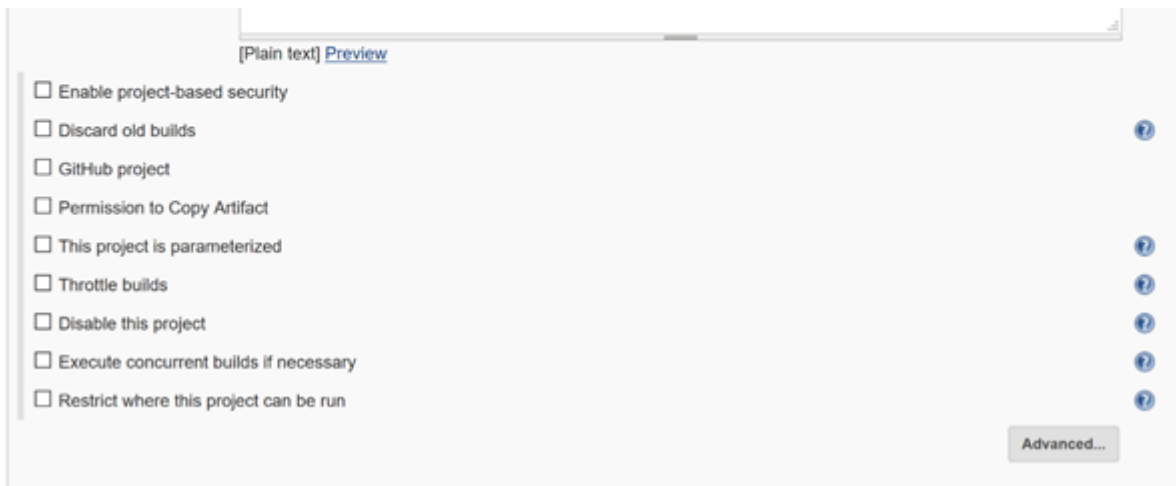 [Plain text] Preview
Enable project-based security
Discard old builds
GitHub project
Permission to Copy Artifact
This project is parameterized
Throttle builds
Disable this project
Execute concurrent builds if necessary
Restrict where this project can be run
Advanced...